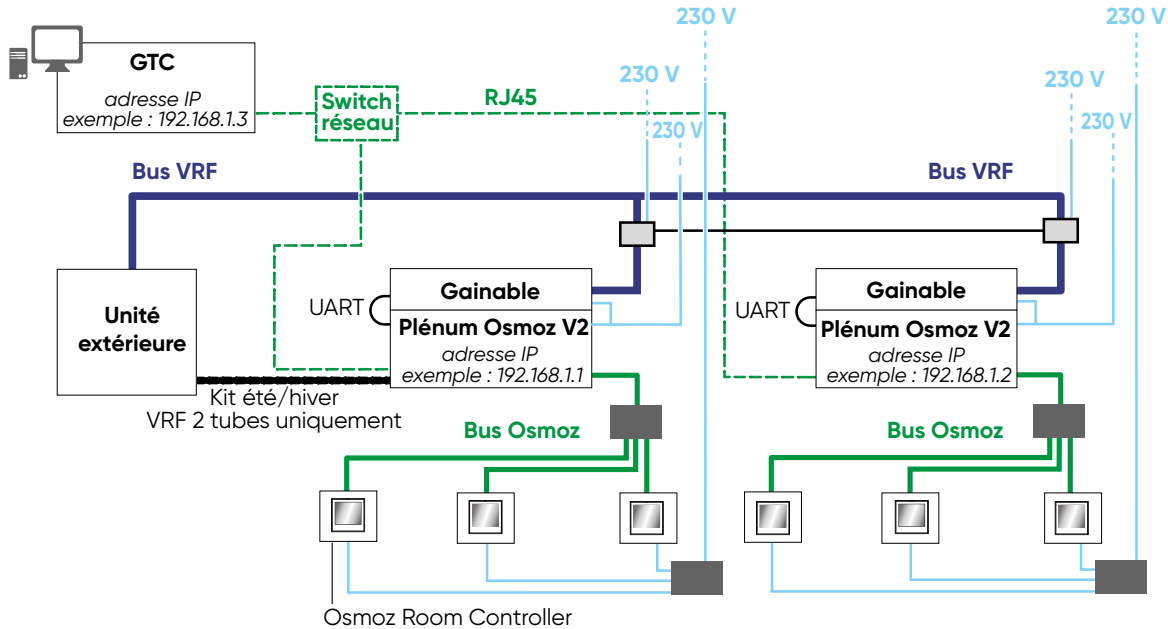 230 V
230 V
GTC
adresse IP
exemple : 192.168.1.3
Switch
réseau
RJ45
230 V
230 V
230 V
230 V
Bus VRF
Bus VRF
Unité
extérieure
UART
Gainable
Plénum Osmoz V2
adresse IP
exemple : 192.168.1.1
UART
Gainable
Plénum Osmoz V2
adresse IP
exemple : 192.168.1.2
Kit été/hiver
VRF 2 tubes uniquement
Bus Osmoz
Bus Osmoz
Osmoz Room Controller